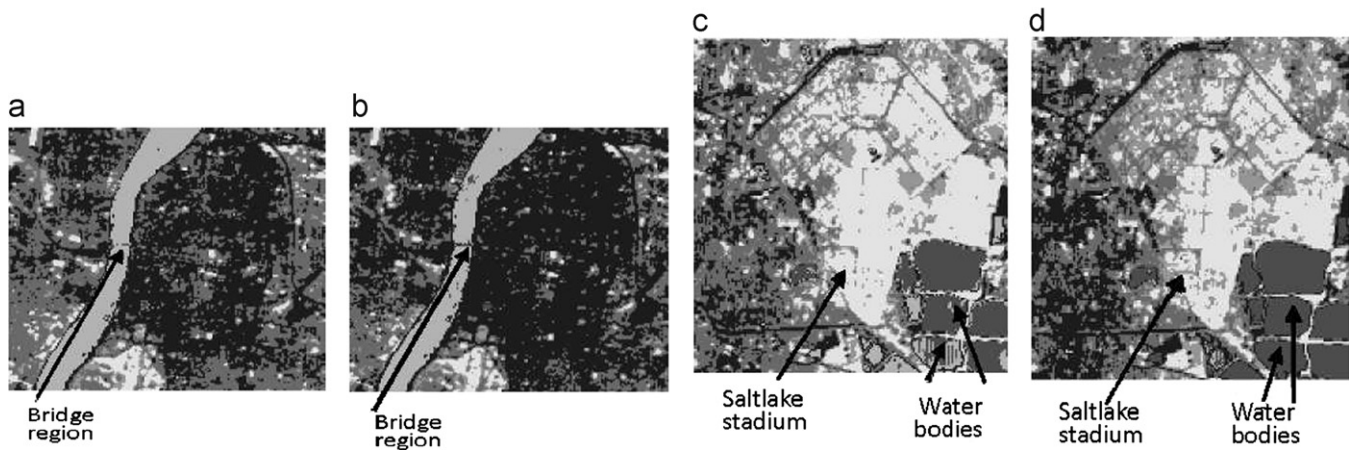 a
b
c
d
Bridge
region
Bridge
region
Saltlake
stadium
Water
bodies
Saltlake
stadium
Water
bodies